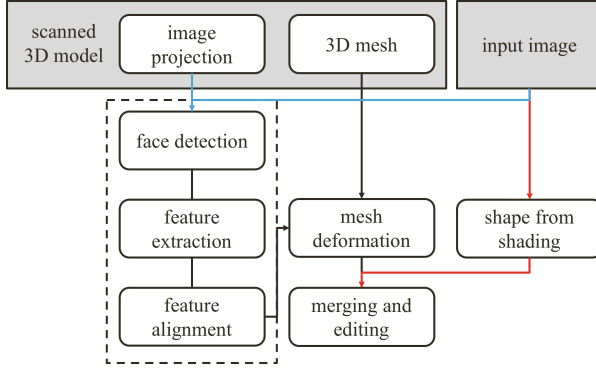 scanned
3D model
image
projection
3D mesh
input image
face detection
feature
extraction
mesh
deformation
shape from
shading
feature
alignment
merging and
editing